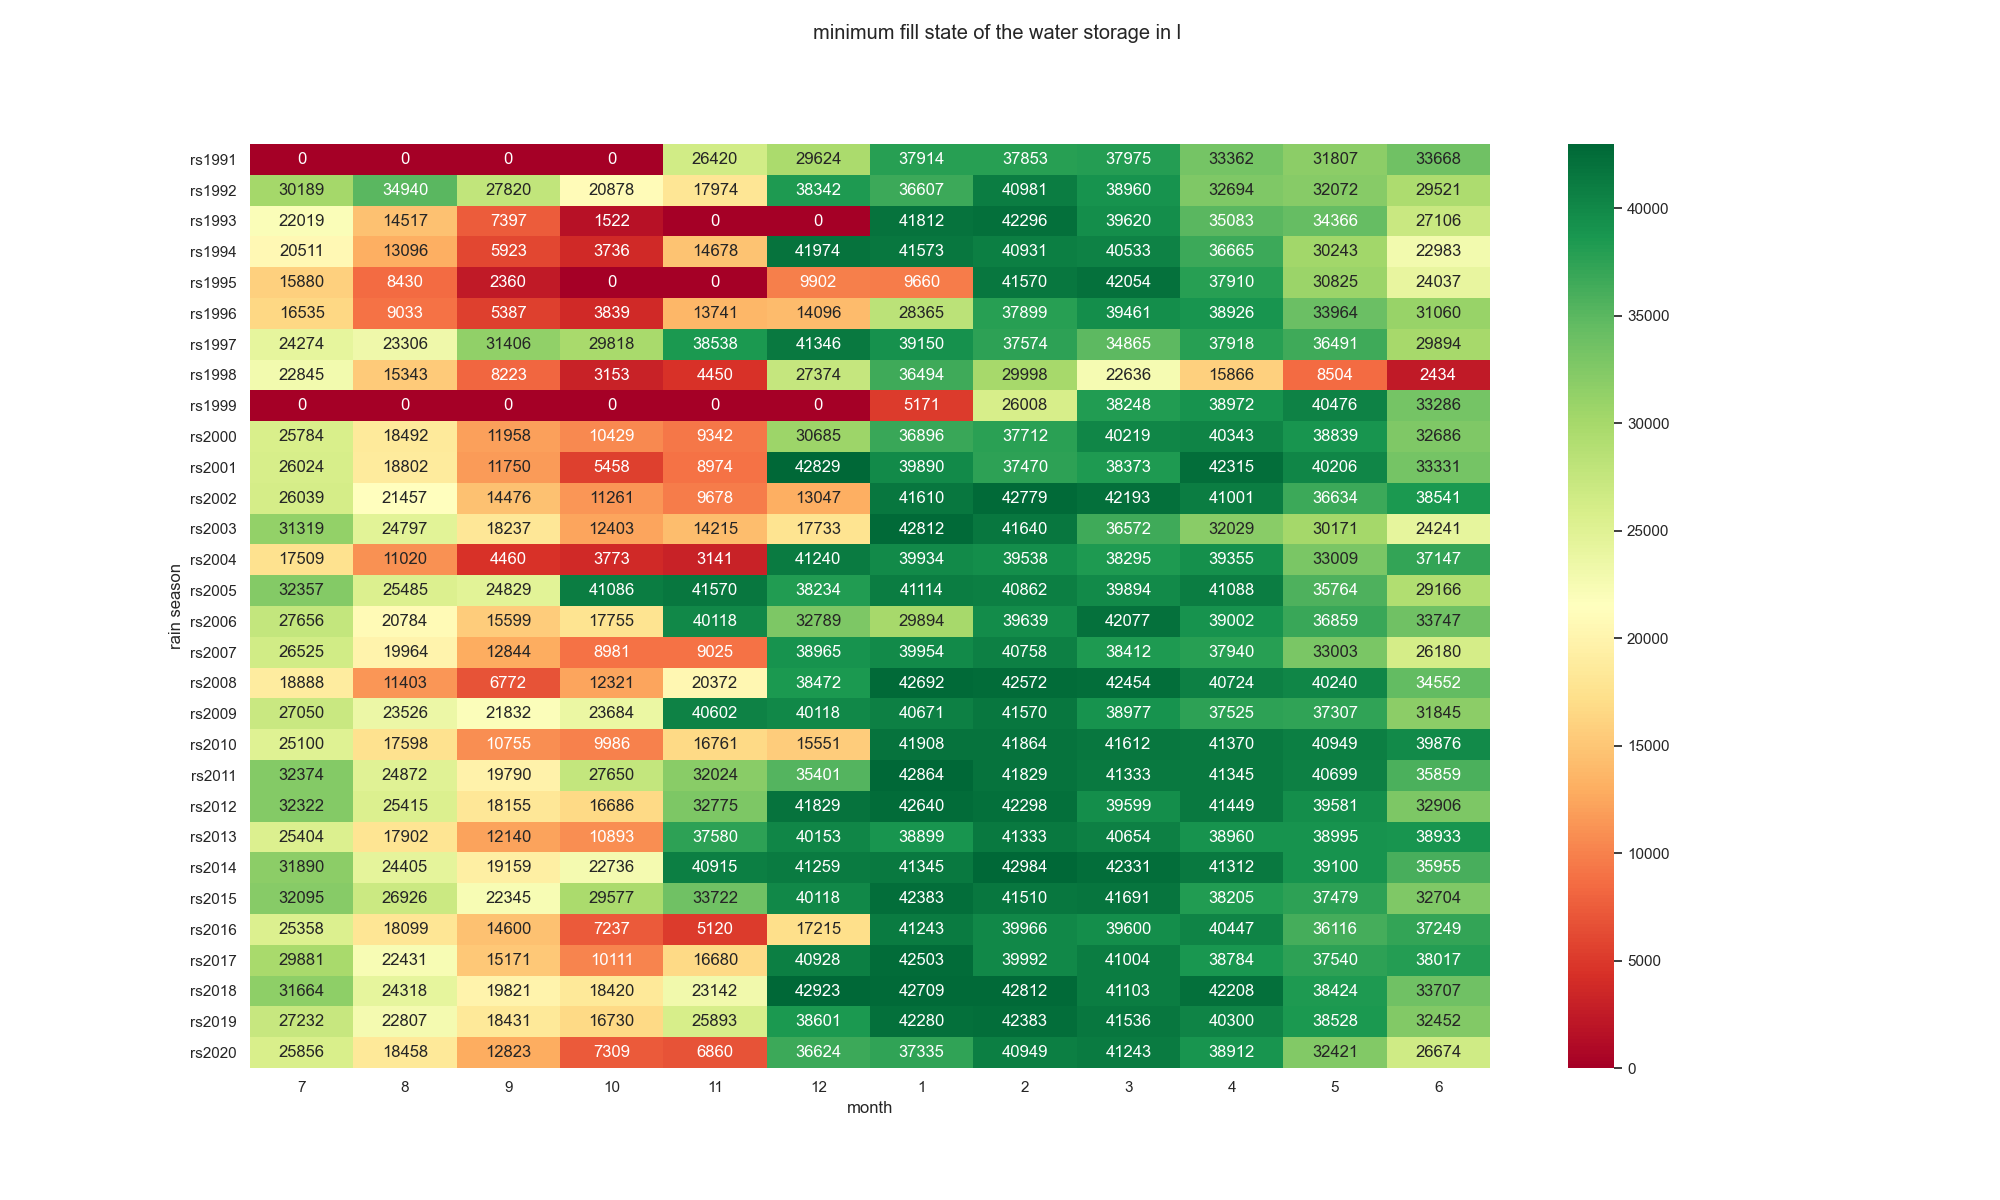 minimum fill state of the water storage in l
rs1991 0 0 0 0 26420 29624 37914 37853 37975 33362 31807 33668
rs1992 30189 34940 27820 20878 17974 38342 36607 40981 38960 32694 32072 29521
rs1993 22019 14517 7397 1522 0 0 41812 42296 39620 35083 34366 27106
rs1994 20511 13096 5923 3736 14678 41974 41573 40931 40533 36665 30243 22983
rs1995 15880 8430 2360 0 0 9902 9660 41570 42054 37910 30825 24037
rs1996 16535 9033 5387 3839 13741 14096 28365 37899 39461 38926 33964 31060
rs1997 24274 23306 31406 29818 38538 41346 39150 37574 34865 37918 36491 29894
rs1998 22845 15343 8223 3153 4450 27374 36494 29998 22636 15866 8504 2434
rs1999 0 0 0 0 0 0 5171 26008 38248 38972 40476 33286
rs2000 25784 18492 11958 10429 9342 30685 36896 37712 40219 40343 38839 32686
rs2001 26024 18802 11750 5458 8974 42829 39890 37470 38373 42315 40206 33331
rs2002 26039 21457 14476 11261 9678 13047 41610 42779 42193 41001 36634 38541
rs2003 31319 24797 18237 12403 14215 17733 42812 41640 36572 32029 30171 24241
rs2004 17509 11020 4460 3773 3141 41240 39934 39538 38295 39355 33009 37147
rs2005 32357 25485 24829 41086 41570 38234 41114 40862 39894 41088 35764 29166
rs2006 27656 20784 15599 17755 40118 32789 29894 39639 42077 39002 36859 33747
rs2007 26525 19964 12844 8981 9025 38965 39954 40758 38412 37940 33003 26180
rs2008 18888 11403 6772 12321 20372 38472 42692 42572 42454 40724 40240 34552
rs2009 27050 23526 21832 23684 40602 40118 40671 41570 38977 37525 37307 31845
rs2010 25100 17598 10755 9986 16761 15551 41908 41864 41612 41370 40949 39876
rs2011 32374 24872 19790 27650 32024 35401 42864 41829 41333 41345 40699 35859
rs2012 32322 25415 18155 16686 32775 41829 42640 42298 39599 41449 39581 32906
rs2013 25404 17902 12140 10893 37580 40153 38899 41333 40654 38960 38995 38933
rs2014 31890 24405 19159 22736 40915 41259 41345 42984 42331 41312 39100 35955
rs2015 32095 26926 22345 29577 33722 40118 42383 41510 41691 38205 37479 32704
rs2016 25358 18099 14600 7237 5120 17215 41243 39966 39600 40447 36116 37249
rs2017 29881 22431 15171 10111 16680 40928 42503 39992 41004 38784 37540 38017
rs2018 31664 24318 19821 18420 23142 42923 42709 42812 41103 42208 38424 33707
rs2019 27232 22807 18431 16730 25893 38601 42280 42383 41536 40300 38528 32452
rs2020 25856 18458 12823 7309 6860 36624 37335 40949 41243 38912 32421 26674
7 8 9 10 11 12 1 2 3 4 5 6
month
rain season
40000
35000
30000
25000
20000
15000
10000
5000
0